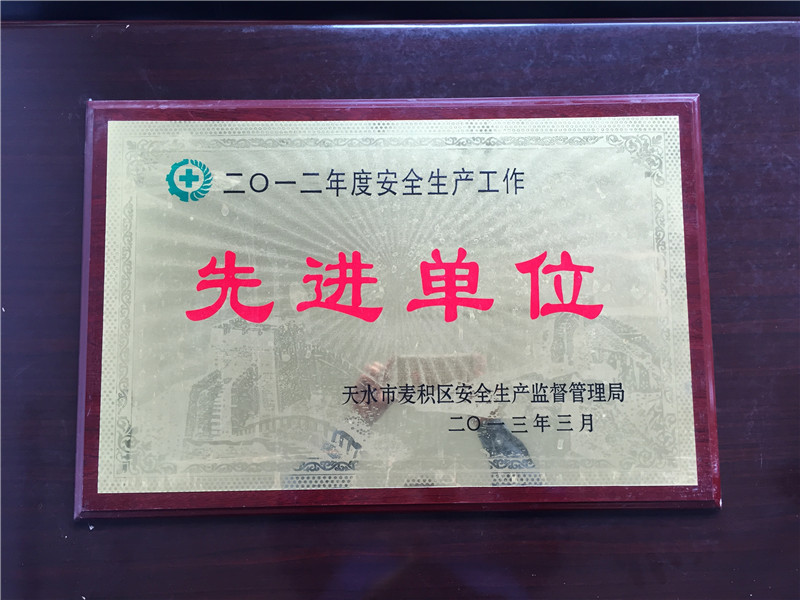 二〇一二年度安全生产工作
先进单位
天水市麦积区安全生产监督管理局
二〇一三年三月